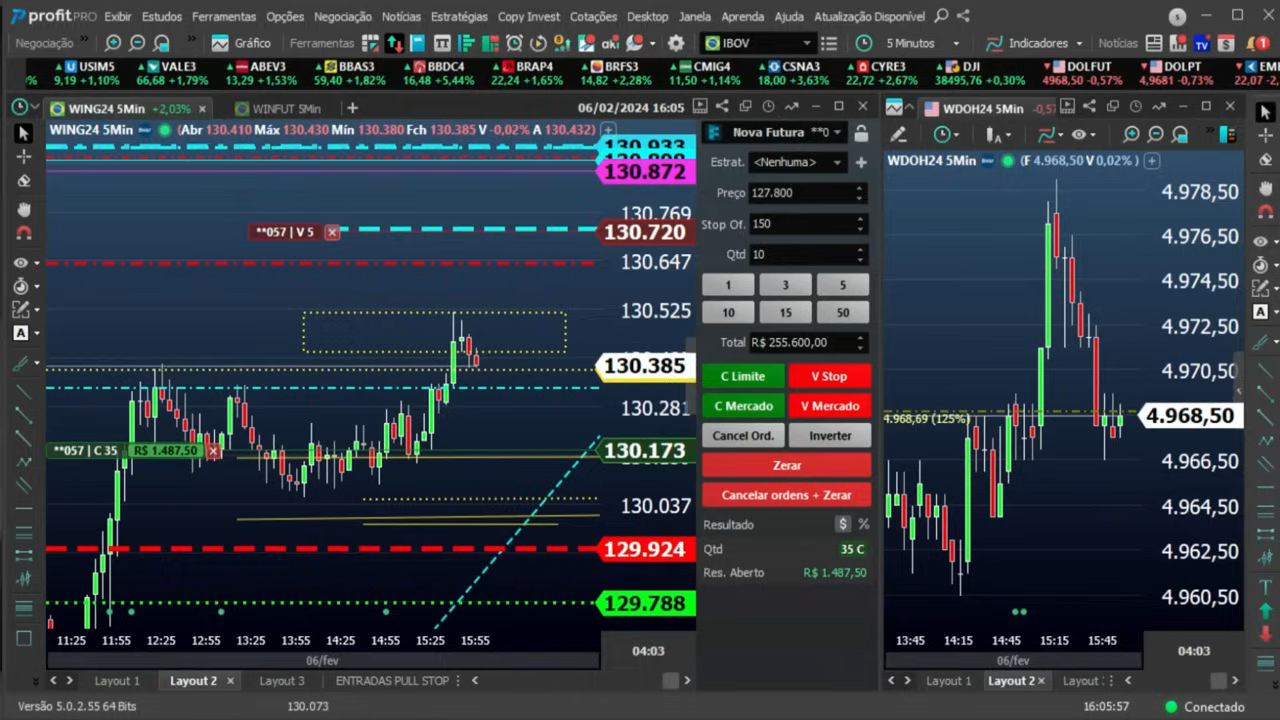 profit PRO Exibir Estudos Ferramentas Opções Negociação Notícias Estratégias Copy Invest Cotações Desktop Janela Aprenda Ajuda Atualização Disponível
Negociação Gráfico Ferramentas IBOV 5 Minutos Indicadores Notícias
USIM5 VALE3 ABEV3 BBAS3 BBDC4 BRAP4 BRFS3 CMIG4 CSNA3 CYRE3 DJI DOLFUT DOLPT
9,19 +1,10% 66,68 +1,79% 13,29 +1,53% 59,40 +1,82% 16,48 +5,44% 22,24 +1,65% 14,82 +2,28% 11,50 +1,14% 18,00 +3,63% 22,72 +2,67% 38495,76 +0,30% 4968,50 -0,57% 4,9681 -0,73% 22,07
WING24 5Min +2,03% WINFUT 5Min 06/02/2024 16:05
WING24 5Min (Abr 130.410 Máx 130.430 Mín 130.380 Fch 130.385 V -0,02% A 130.432)
130.933
130.872
130.769
**057 | V 5
130.720
130.647
130.525
130.385
130.281
**057 | C 35 R$ 1.487,50
130.173
130.037
129.924
129.788
11:25 11:55 12:25 12:55 13:25 13:55 14:25 14:55 15:55
04:03
06/fev
Layout 1 Layout 2 Layout 3 ENTRADAS PULL STOP
Nova Futura **0
Estrat. <Nenhuma>
Preço 127.800
Stop Of. 150
Qtd 10
1 3 5
10 15 50
Total R$ 255.600,00
C Limite V Stop
C Mercado V Mercado
Cancel Ord. Inverter
Zerar
Cancelar ordens + Zerar
Resultado $ %
Qtd 35 C
Res. Aberto R$ 1.487,50
WDOH24 5Min
WDOH24 5Min (F 4.968,50 V 0,02% )
4.978,50
4.976,50
4.974,50
4.972,50
4.970,50
4.968,69 (125%)
4.968,50
4.966,50
4.964,50
4.962,50
4.960,50
13:45 14:15 14:45 15:15 15:45
04:03
06/fev
Layout 1 Layout 2 Layout
Versão 5.0.2.55 64 Bits 130.073 16:05:57 Conectado